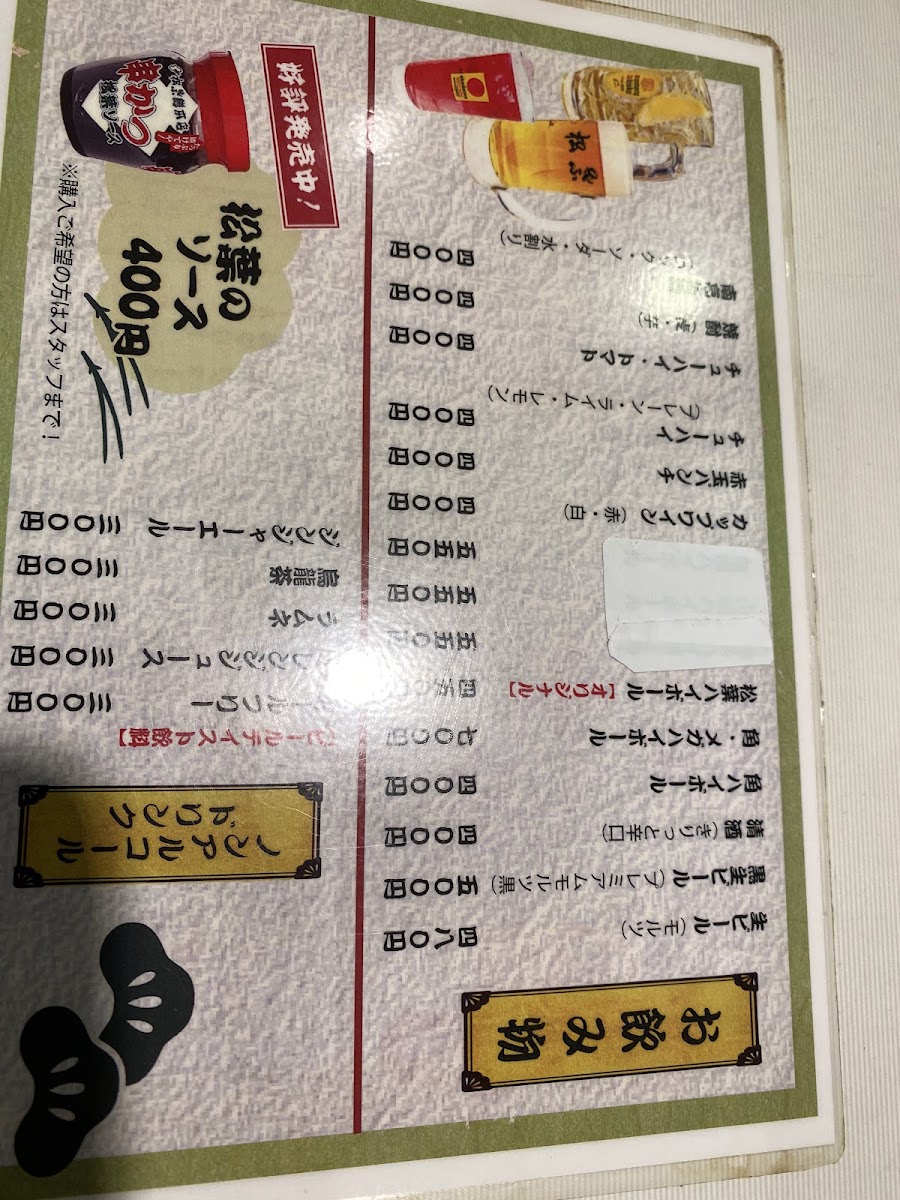 お飲み物
生ビール（モルツ） 四八〇円
黒生ビール（プレミアムモルツ黒） 五〇〇円
清酒（きりっと辛口） 四〇〇円
角ハイボール 四〇〇円
角・メガハイボール 七〇〇円
松葉ハイボール【オリジナル】 四五〇円
五五〇円
五五〇円
五五〇円
カップワイン（赤・白） 四〇〇円
赤玉パンチ 四〇〇円
チューハイ 四〇〇円
（プレーン・ライム・レモン）
チューハイ・トマト 四〇〇円
焼酎（麦・芋） 四〇〇円
四〇〇円
ソーダ・水割り）
松葉
ノンアルコール
ドリンク
【ビールテイスト飲料】
フリー 三〇〇円
オレンジジュース 三〇〇円
ラムネ 三〇〇円
烏龍茶 三〇〇円
ジンジャーエール 三〇〇円
好評発売中！
串かつ
松葉ソース
松葉の
ソース
400円
※購入ご希望の方はスタッフまで！